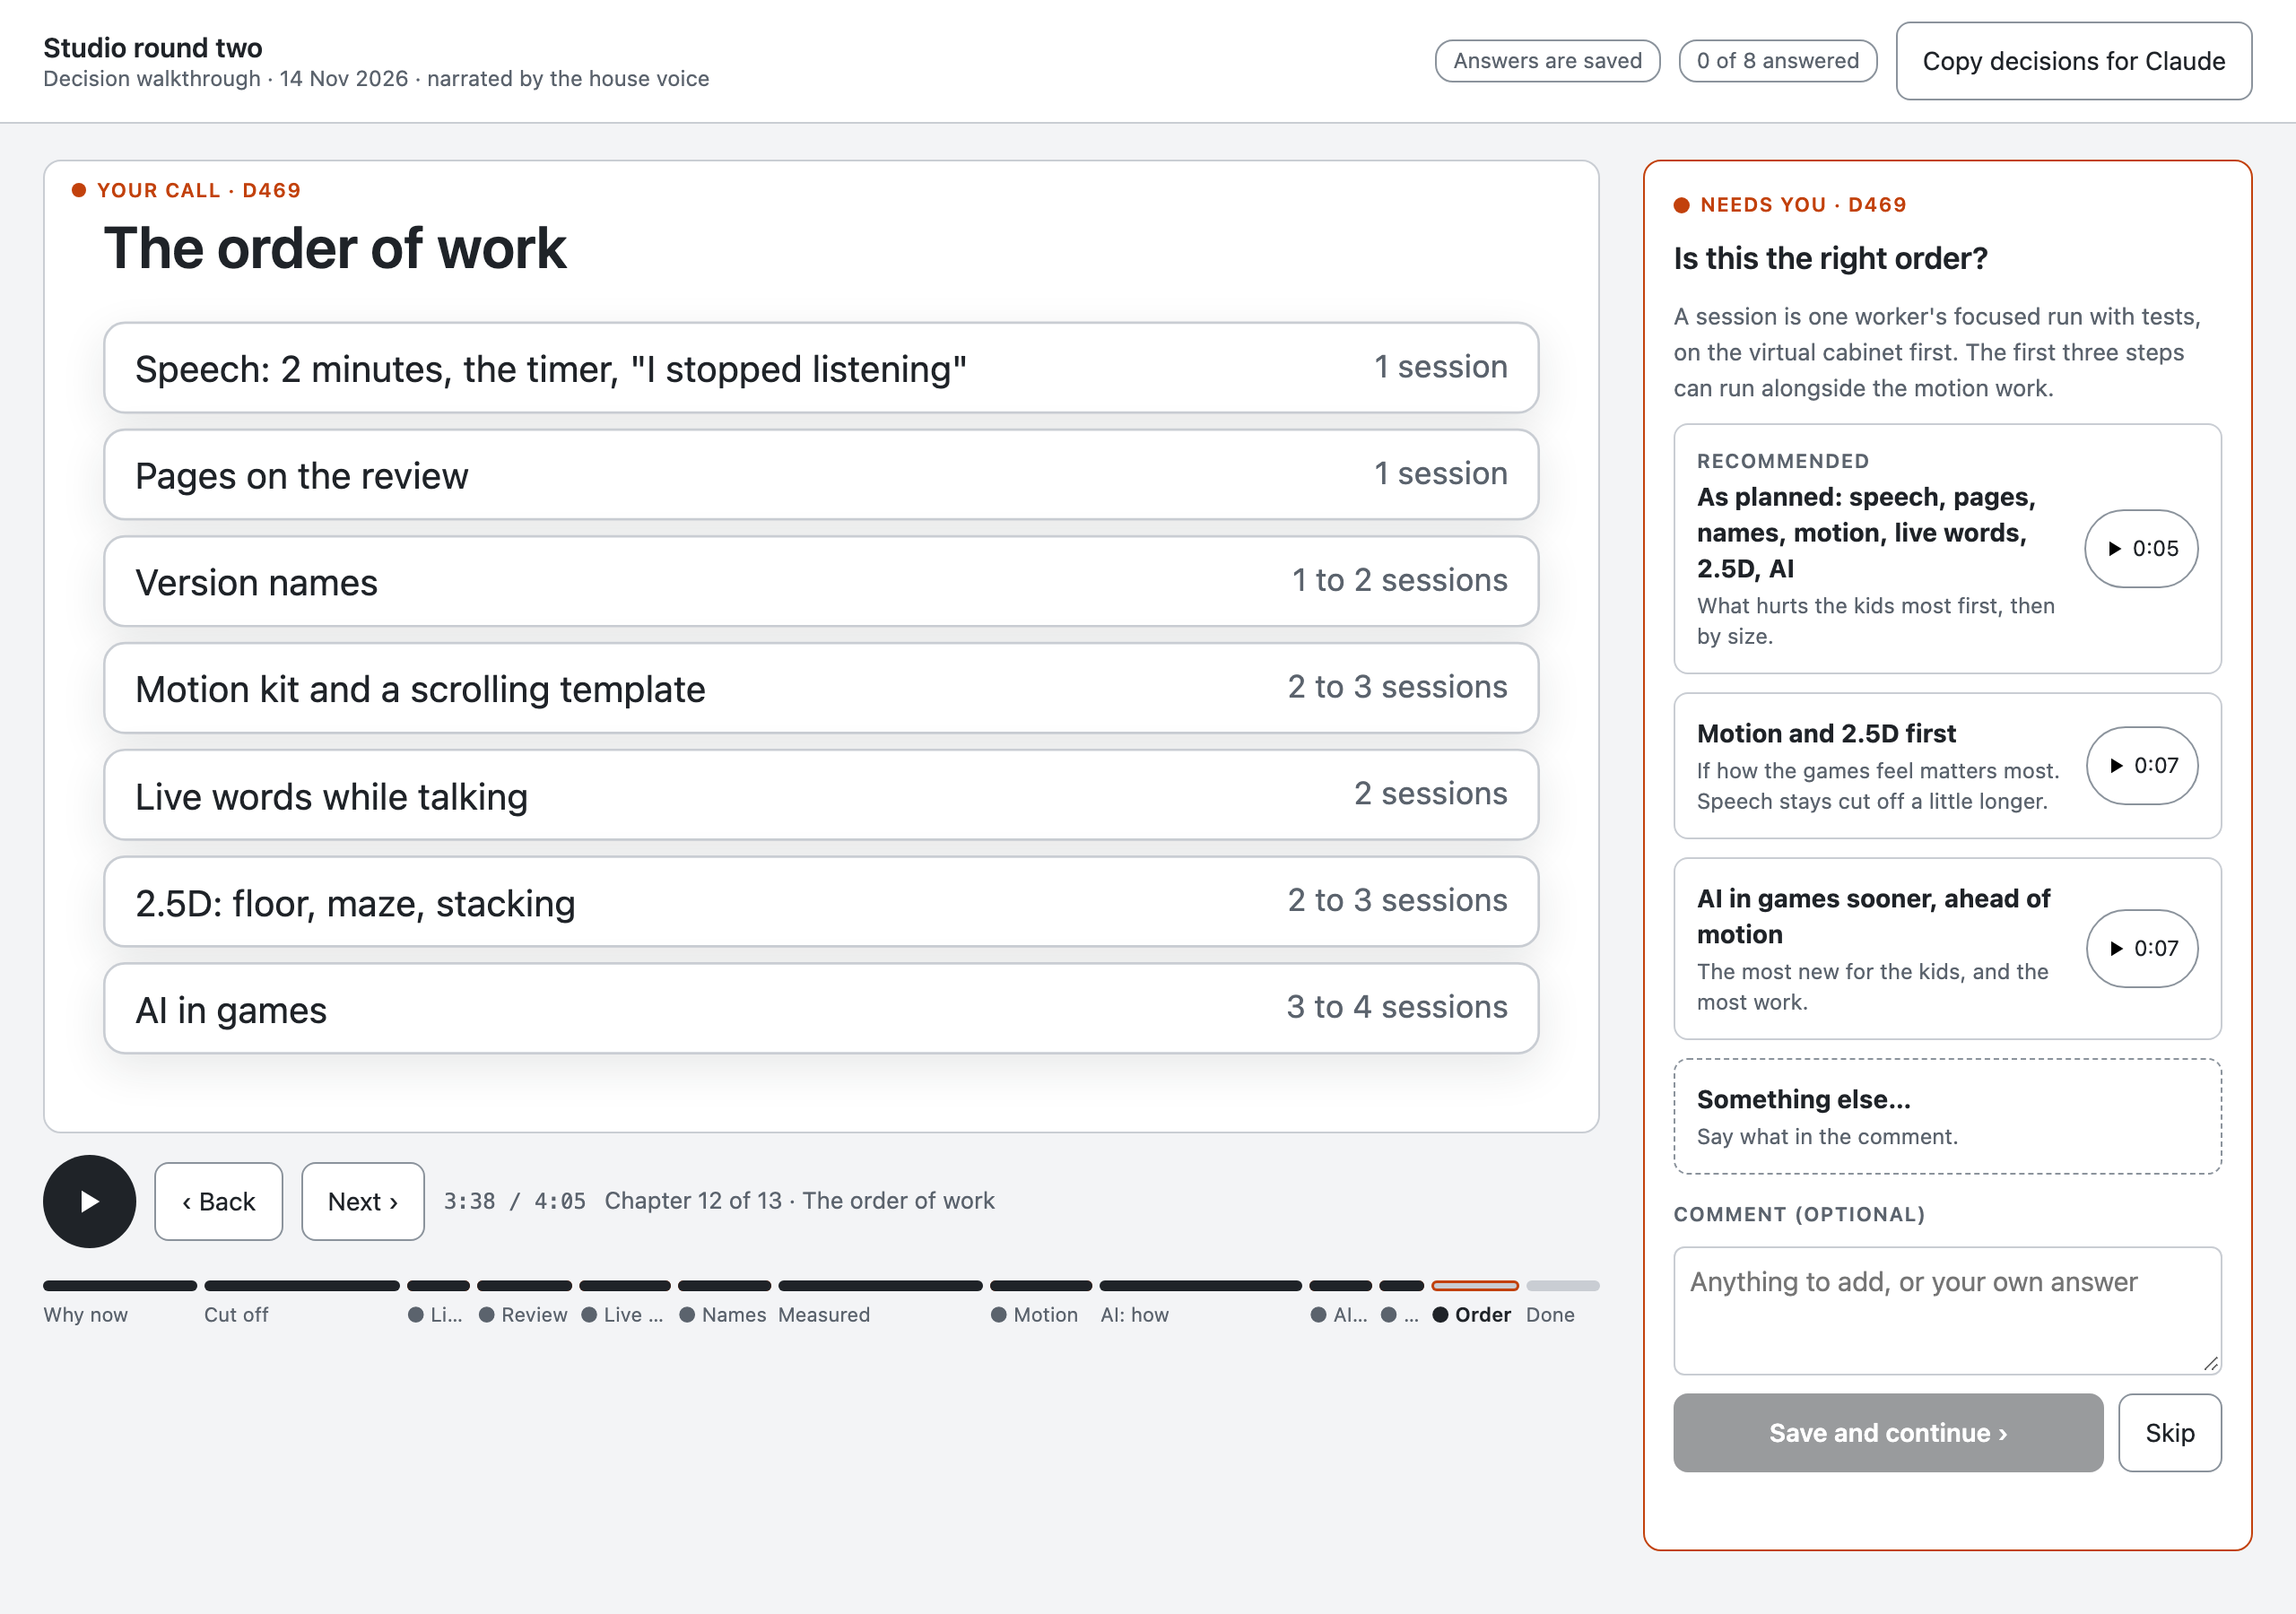 Studio round two
Decision walkthrough · 14 Nov 2026 · narrated by the house voice
Answers are saved
0 of 8 answered
Copy decisions for Claude
YOUR CALL · D469
The order of work
Speech: 2 minutes, the timer, "I stopped listening"
1 session
Pages on the review
1 session
Version names
1 to 2 sessions
Motion kit and a scrolling template
2 to 3 sessions
Live words while talking
2 sessions
2.5D: floor, maze, stacking
2 to 3 sessions
AI in games
3 to 4 sessions
‹ Back
Next ›
3:38 / 4:05
Chapter 12 of 13 · The order of work
Why now
Cut off
Li...
Review
Live ...
Names
Measured
Motion
AI: how
AI...
...
Order
Done
NEEDS YOU · D469
Is this the right order?
A session is one worker's focused run with tests,
on the virtual cabinet first. The first three steps
can run alongside the motion work.
RECOMMENDED
As planned: speech, pages,
names, motion, live words,
2.5D, AI
What hurts the kids most first, then
by size.
0:05
Motion and 2.5D first
If how the games feel matters most.
Speech stays cut off a little longer.
0:07
AI in games sooner, ahead of
motion
The most new for the kids, and the
most work.
0:07
Something else...
Say what in the comment.
COMMENT (OPTIONAL)
Anything to add, or your own answer
Save and continue ›
Skip